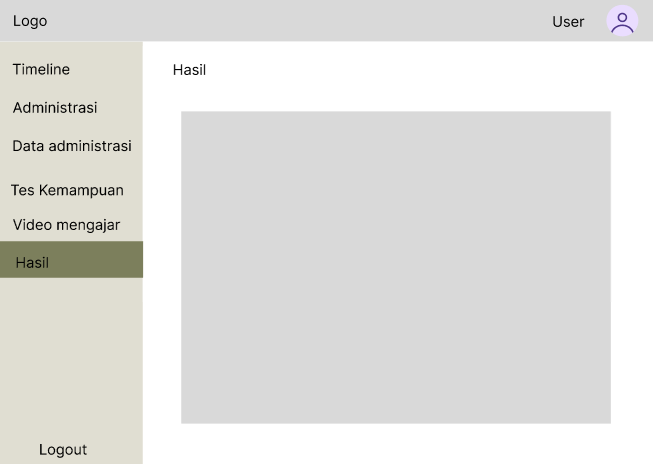 Logo
User
Timeline
Administrasi
Data administrasi
Tes Kemampuan
Video mengajar
Hasil
Logout
Hasil